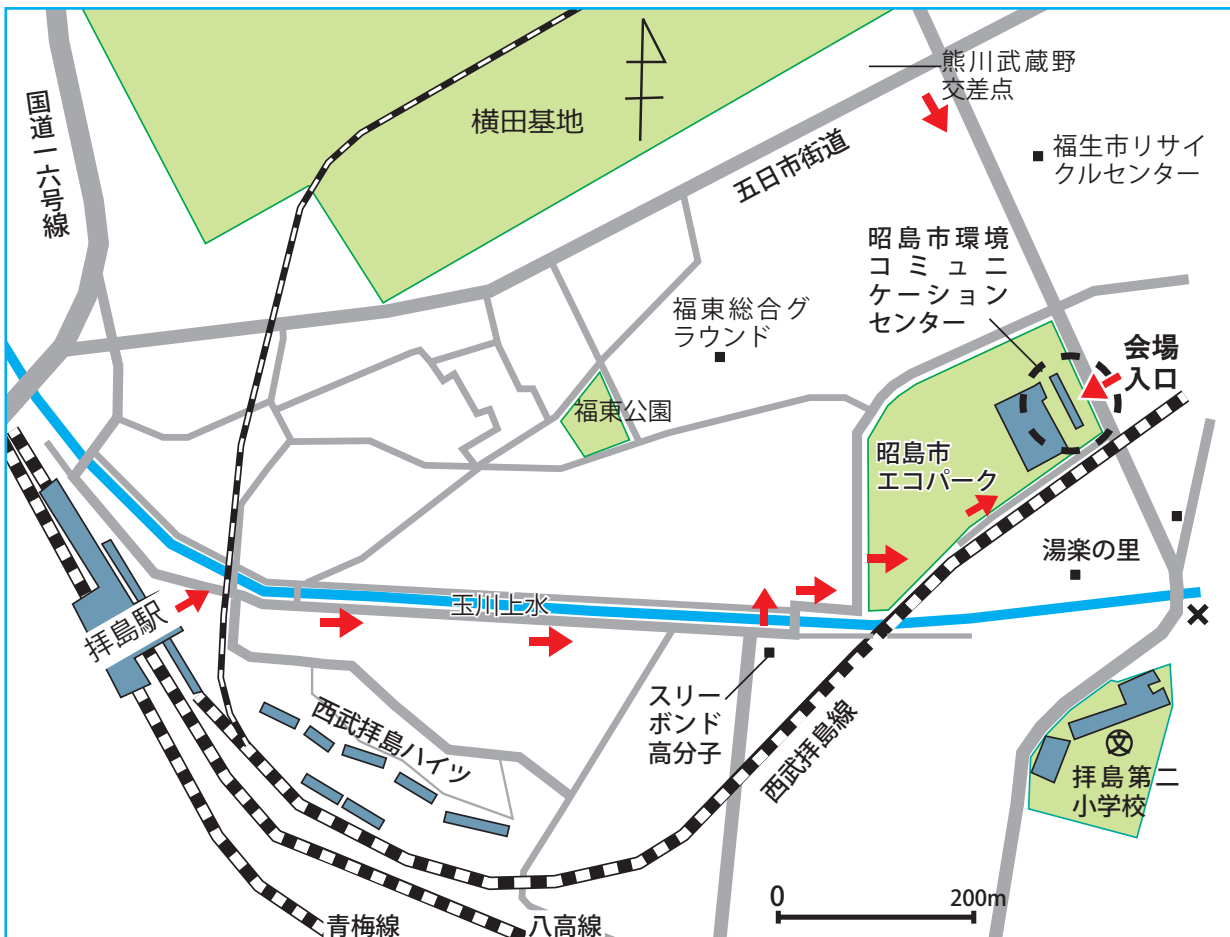 国道一六号線
横田基地
熊川武蔵野
交差点
五日市街道
福生市リサイ
クルセンター
昭島市環境
コミュニ
ケーション
センター
福東総合グ
ラウンド
会場
入口
福東公園
昭島市
エコパーク
湯楽の里
玉川上水
拝島駅
スリー
ボンド
高分子
西武拝島ハイツ
西武拝島線
文
拝島第二
小学校
0
200m
青梅線
八高線